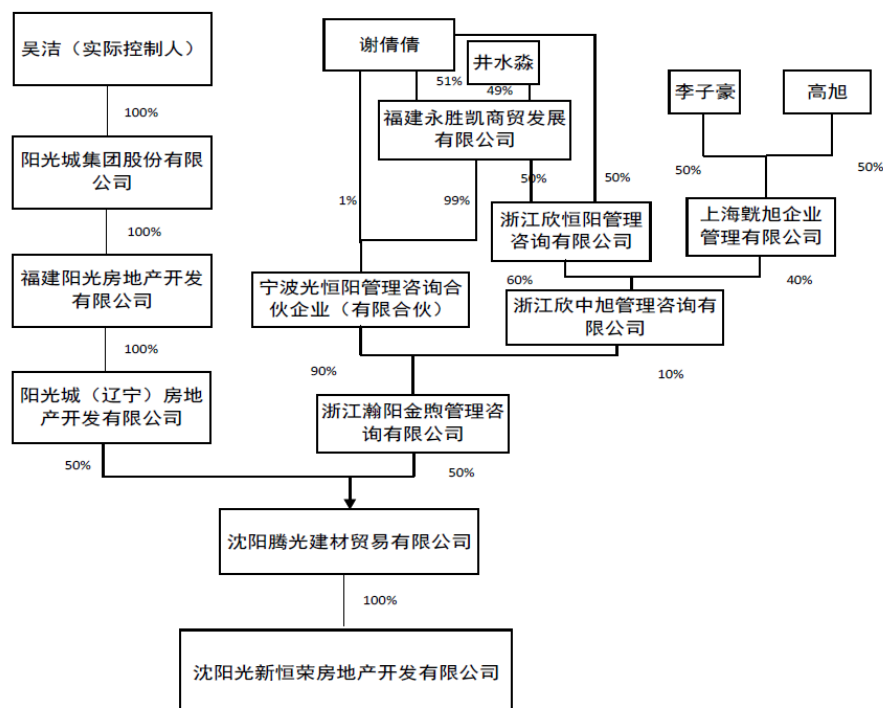 吴洁（实际控制人）
谢倩倩
井水淼
李子豪
高旭
51%
49%
100%
福建永胜凯商贸发展
有限公司
阳光城集团股份有限
公司
50%
50%
50%
50%
1%
99%
浙江欣恒阳管理
咨询有限公司
上海觥旭企业
管理有限公司
100%
福建阳光房地产开发
有限公司
宁波光恒阳管理咨询合
伙企业（有限合伙）
60%
40%
浙江欣中旭管理咨询有
限公司
100%
90%
10%
阳光城（辽宁）房地
产开发有限公司
浙江瀚阳金煦管理咨
询有限公司
50%
50%
沈阳腾光建材贸易有限公司
100%
沈阳光新恒荣房地产开发有限公司